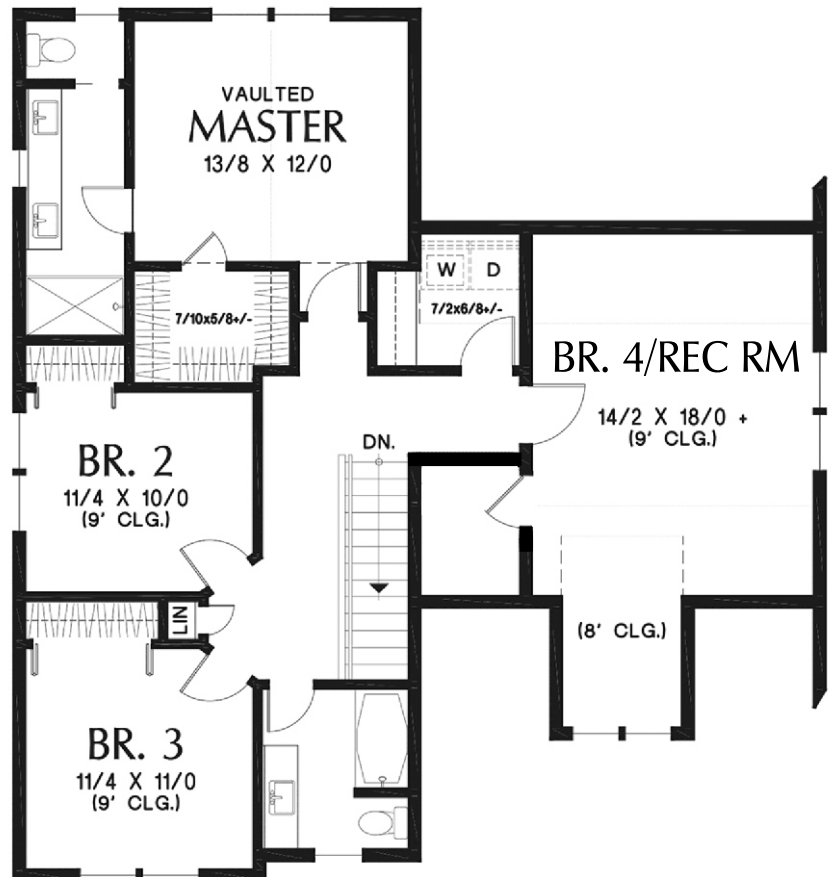 VAULTED
MASTER
13/8 X 12/0
W D
7/10x5/8+/-
7/2x6/8+/-
BR. 4/REC RM
14/2 X 18/0 +
(9' CLG.)
DN.
BR. 2
11/4 X 10/0
(9' CLG.)
LIN
(8' CLG.)
BR. 3
11/4 X 11/0
(9' CLG.)